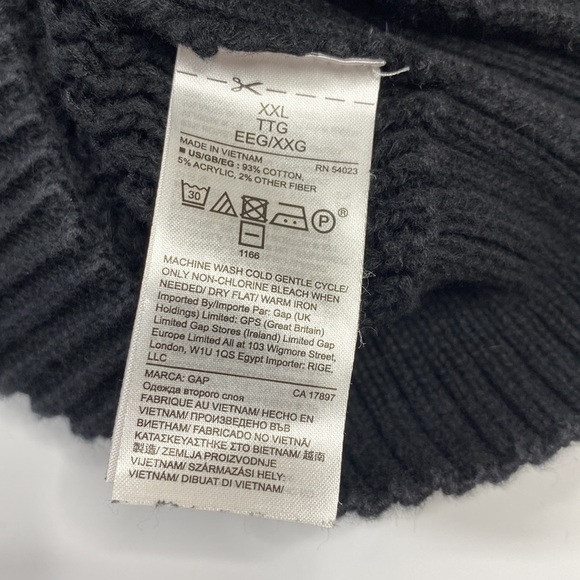 XXL
TTG
EEG/XXG
MADE IN VIETNAM RN 54023
■ US/GB/EG : 93% COTTON,
5% ACRYLIC, 2% OTHER FIBER
30 P ®
1166
MACHINE WASH COLD GENTLE CYCLE/
ONLY NON-CHLORINE BLEACH WHEN
NEEDED/ DRY FLAT/ WARM IRON
Imported By/Importe Par: Gap (UK
Holdings) Limited: GPS (Great Britain)
Limited Gap Stores (Ireland) Limited Gap
Europe Limited All at 103 Wigmore Street,
London, W1U 1QS Egypt Importer: RIGE,
LLC
MARCA: GAP CA 17897
Одежда второго слоя
FABRIQUE AU VIETNAM/ HECHO EN
VIETNAM/ ПРОИЗВЕДЕНО ВЪВ
ВИЕТНАМ/ FABRICADO NO VIETNÃ/
ΚΑΤΑΣΚΕΥΑΣΤΗΚΕ ΣΤΟ ΒΙΕΤΝΑΜ/ 越南
製造/ ZEMLJA PROIZVODNJE
VIJETNAM/ SZÁRMAZÁSI HELY:
VIETNÁM/ DIBUAT DI VIETNAM/